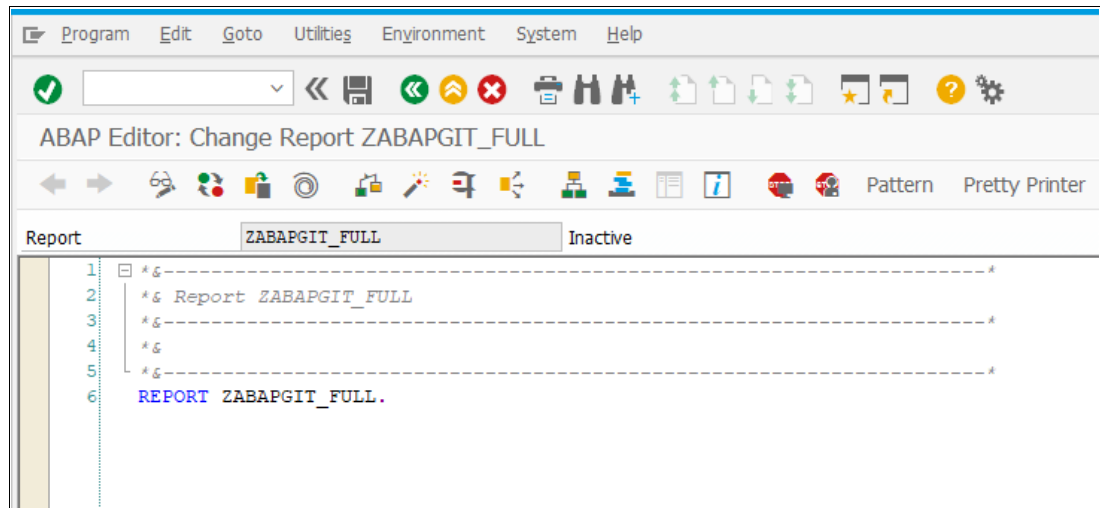 Program Edit Goto Utilities Environment System Help
ABAP Editor: Change Report ZABAPGIT_FULL
Pattern Pretty Printer
Report ZABAPGIT_FULL Inactive
1 *&---------------------------------------------------------------------*
2 *& Report ZABAPGIT_FULL
3 *&---------------------------------------------------------------------*
4 *&
5 *&---------------------------------------------------------------------*
6 REPORT ZABAPGIT_FULL.